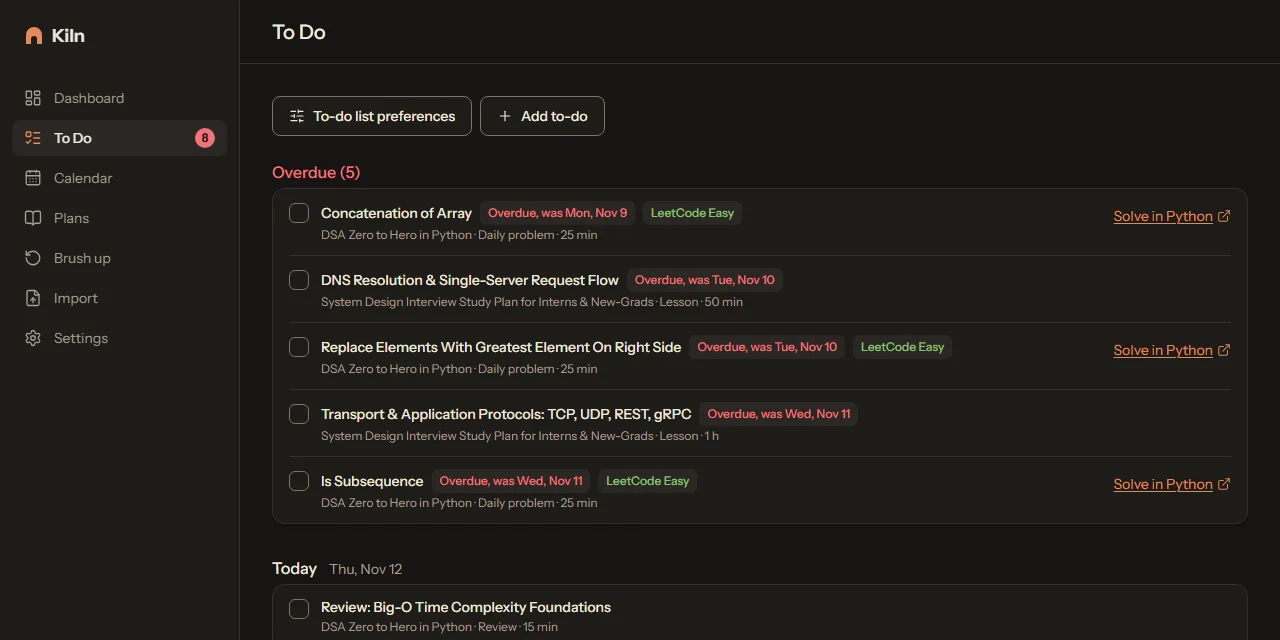 Kiln
Dashboard
To Do
8
Calendar
Plans
Brush up
Import
Settings
To Do
To-do list preferences
Add to-do
Overdue (5)
Concatenation of Array Overdue, was Mon, Nov 9 LeetCode Easy
DSA Zero to Hero in Python · Daily problem · 25 min
Solve in Python
DNS Resolution & Single-Server Request Flow Overdue, was Tue, Nov 10
System Design Interview Study Plan for Interns & New-Grads · Lesson · 50 min
Replace Elements With Greatest Element On Right Side Overdue, was Tue, Nov 10 LeetCode Easy
DSA Zero to Hero in Python · Daily problem · 25 min
Solve in Python
Transport & Application Protocols: TCP, UDP, REST, gRPC Overdue, was Wed, Nov 11
System Design Interview Study Plan for Interns & New-Grads · Lesson · 1 h
Is Subsequence Overdue, was Wed, Nov 11 LeetCode Easy
DSA Zero to Hero in Python · Daily problem · 25 min
Solve in Python
Today Thu, Nov 12
Review: Big-O Time Complexity Foundations
DSA Zero to Hero in Python · Review · 15 min